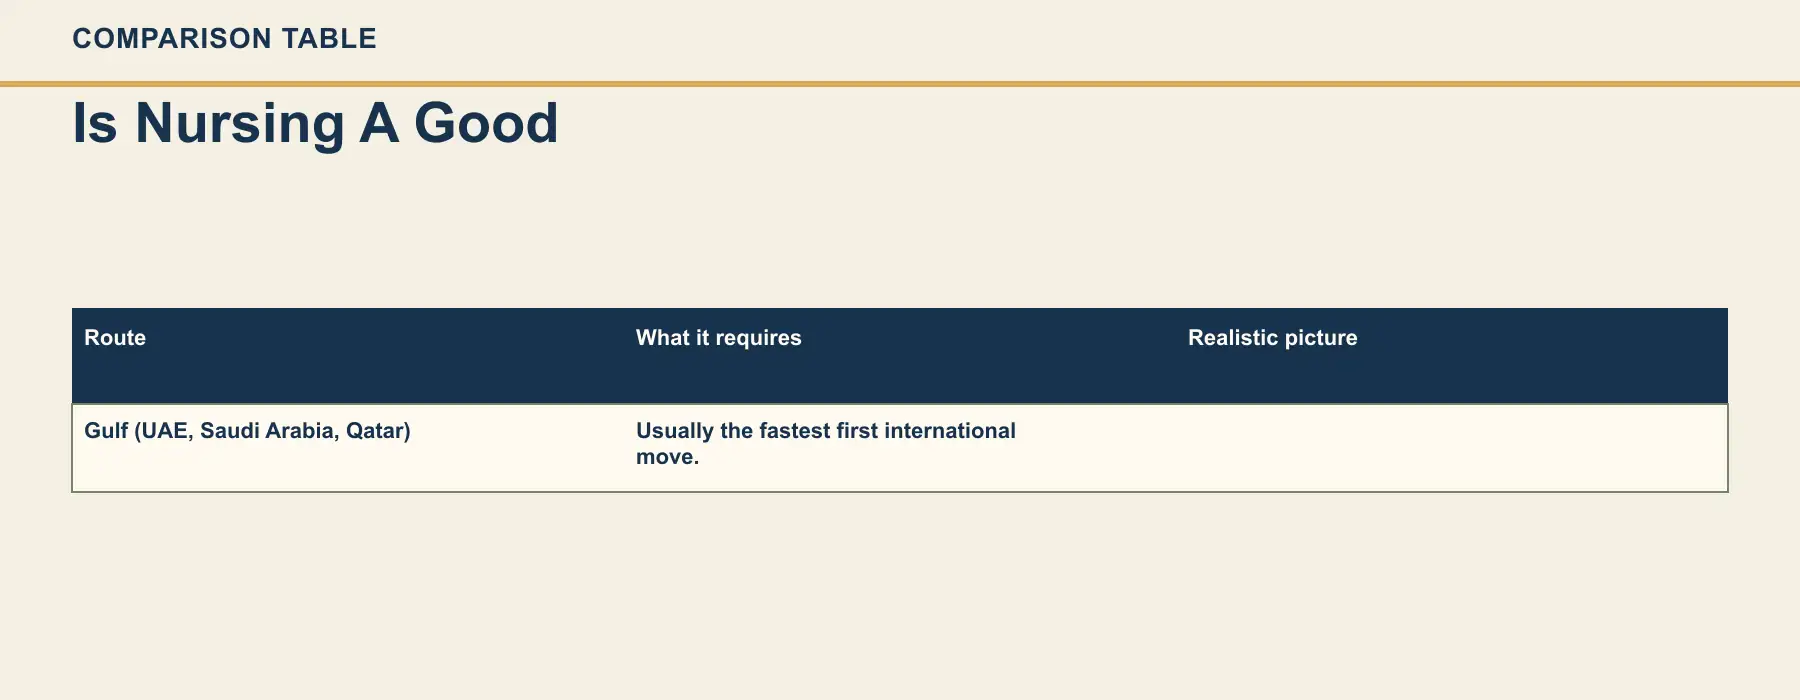 COMPARISON TABLE
Is Nursing A Good
Route What it requires Realistic picture
Gulf (UAE, Saudi Arabia, Qatar) Usually the fastest first international
move.